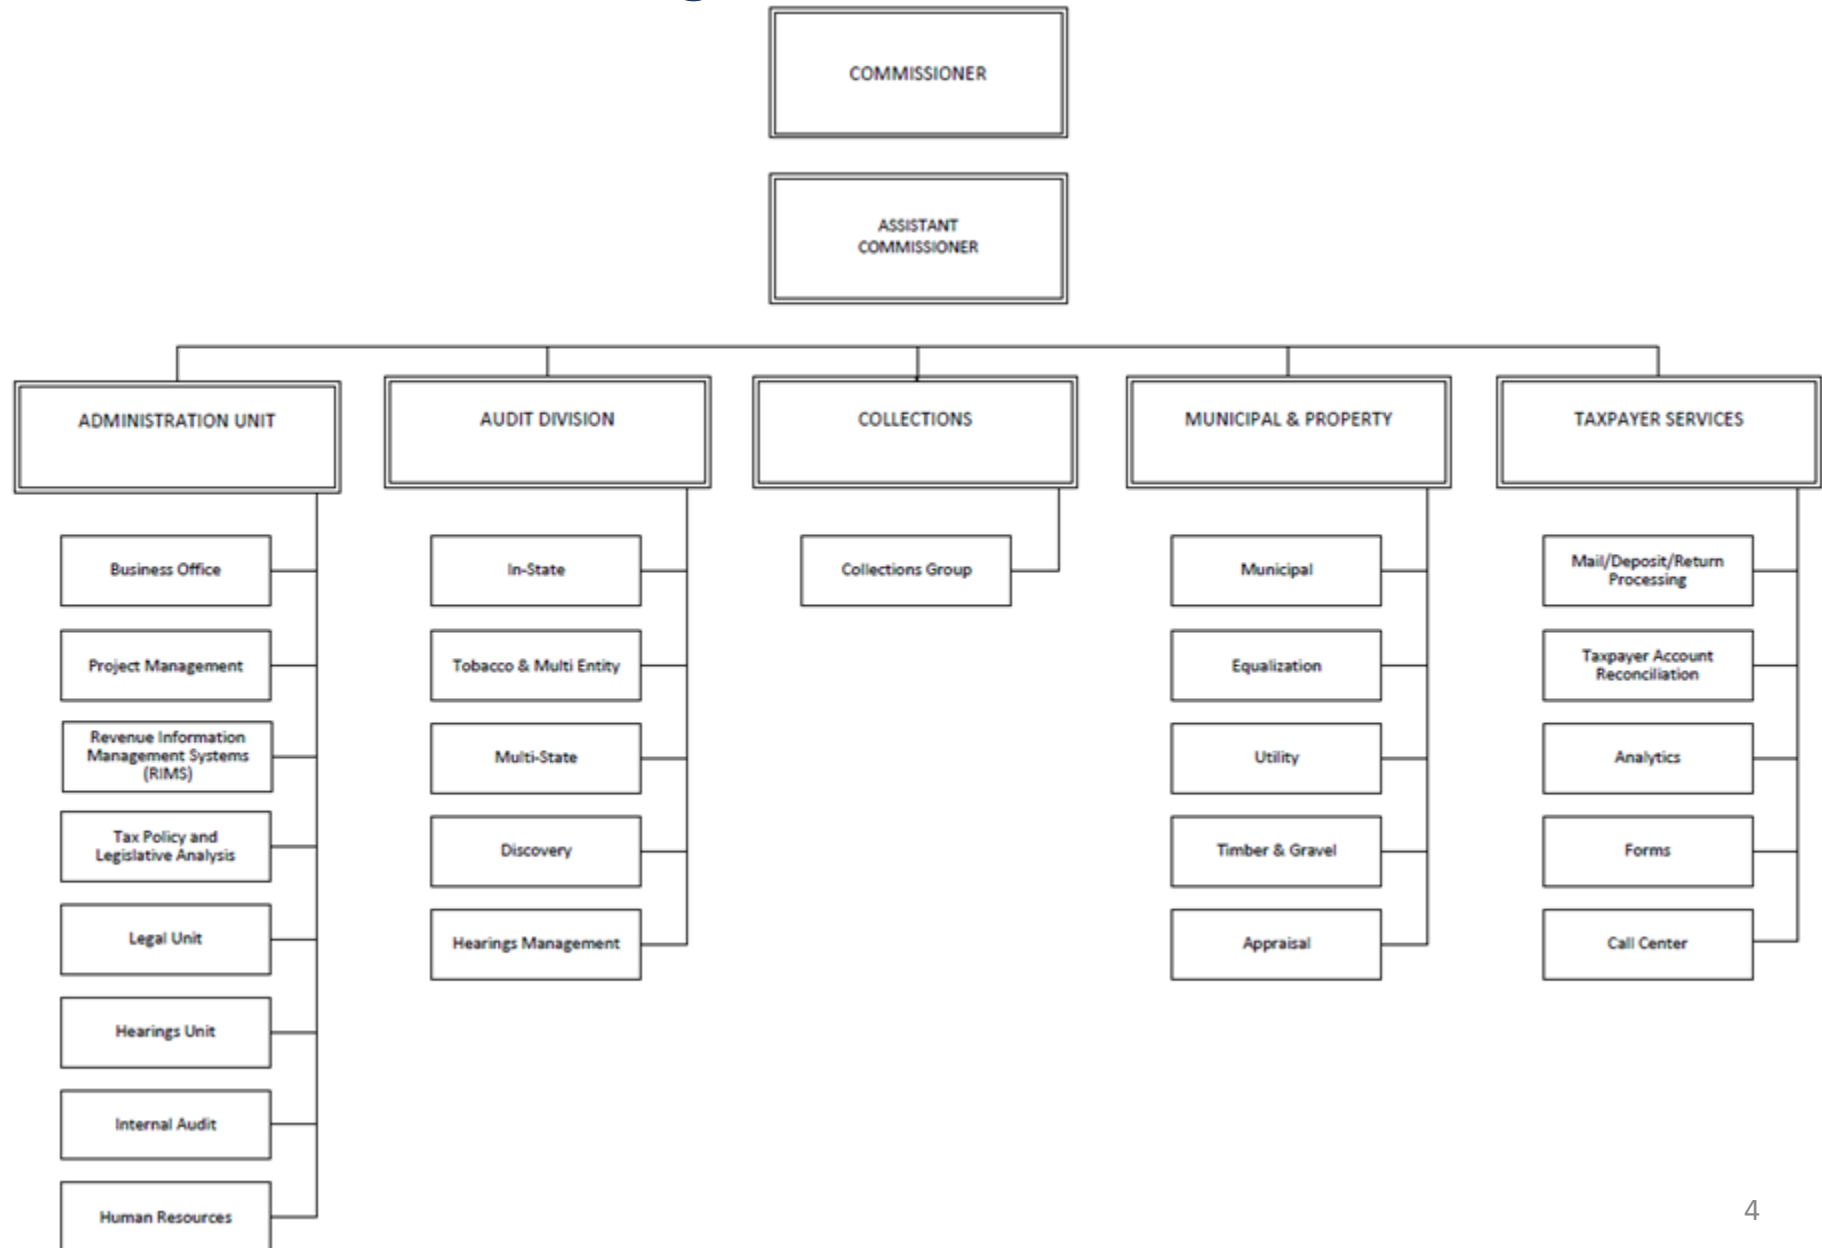 COMMISSIONER
ASSISTANT
COMMISSIONER
ADMINISTRATION UNIT
Business Office
Project Management
Revenue Information
Management Systems
(RIMS)
Tax Policy and
Legislative Analysis
Legal Unit
Hearings Unit
Internal Audit
Human Resources
AUDIT DIVISION
In-State
Tobacco & Multi Entity
Multi-State
Discovery
Hearings Management
COLLECTIONS
Collections Group
MUNICIPAL & PROPERTY
Municipal
Equalization
Utility
Timber & Gravel
Appraisal
TAXPAYER SERVICES
Mail/Deposit/Return
Processing
Taxpayer Account
Reconciliation
Analytics
Forms
Call Center
4